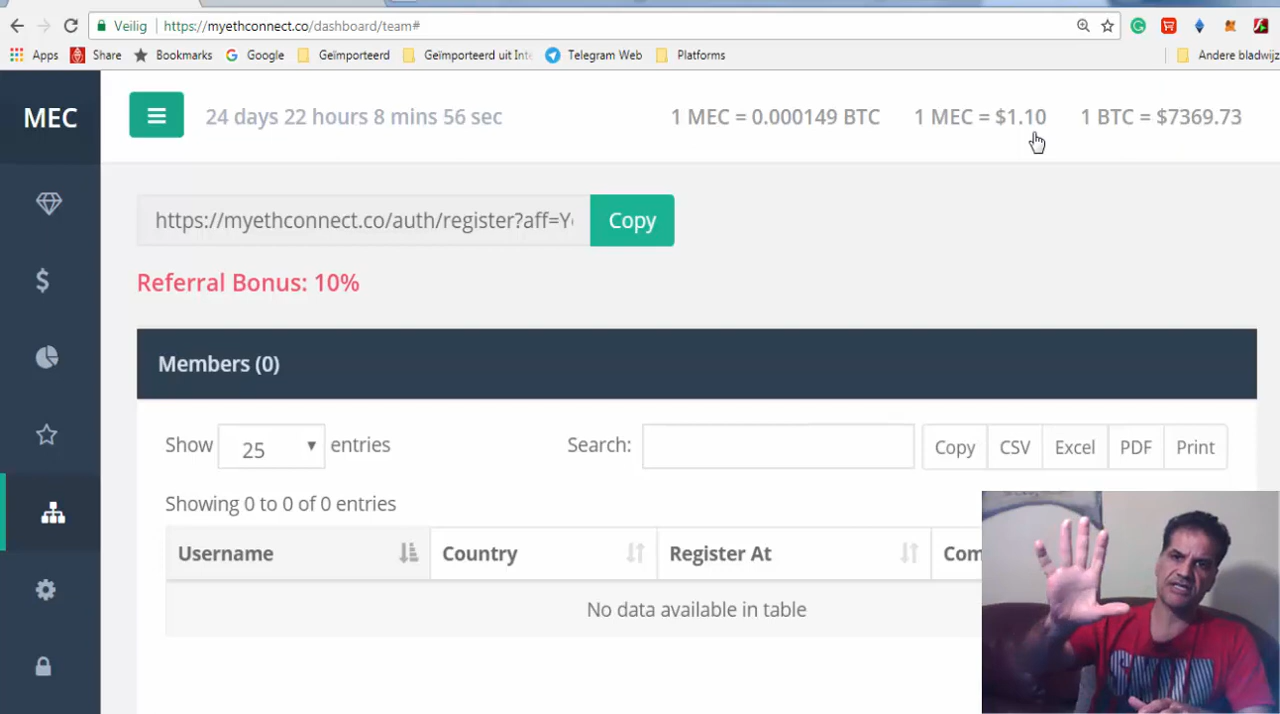 Veilig https://myethconnect.co/dashboard/team#
Apps Share Bookmarks Google Geïmporteerd Geïmporteerd uit Telegram Web Platforms Andere
MEC 24 days 22 hours 8 mins 56 sec 1 MEC = 0.000149 BTC 1 MEC = $1.10 1 BTC = $7369.73
https://myethconnect.co/auth/register?aff=Y Copy
Referral Bonus: 10%
Members (0)
Show 25 entries Search: Copy CSV Excel PDF Print
Showing 0 to 0 of 0 entries
Username Country Register At
No data available in table